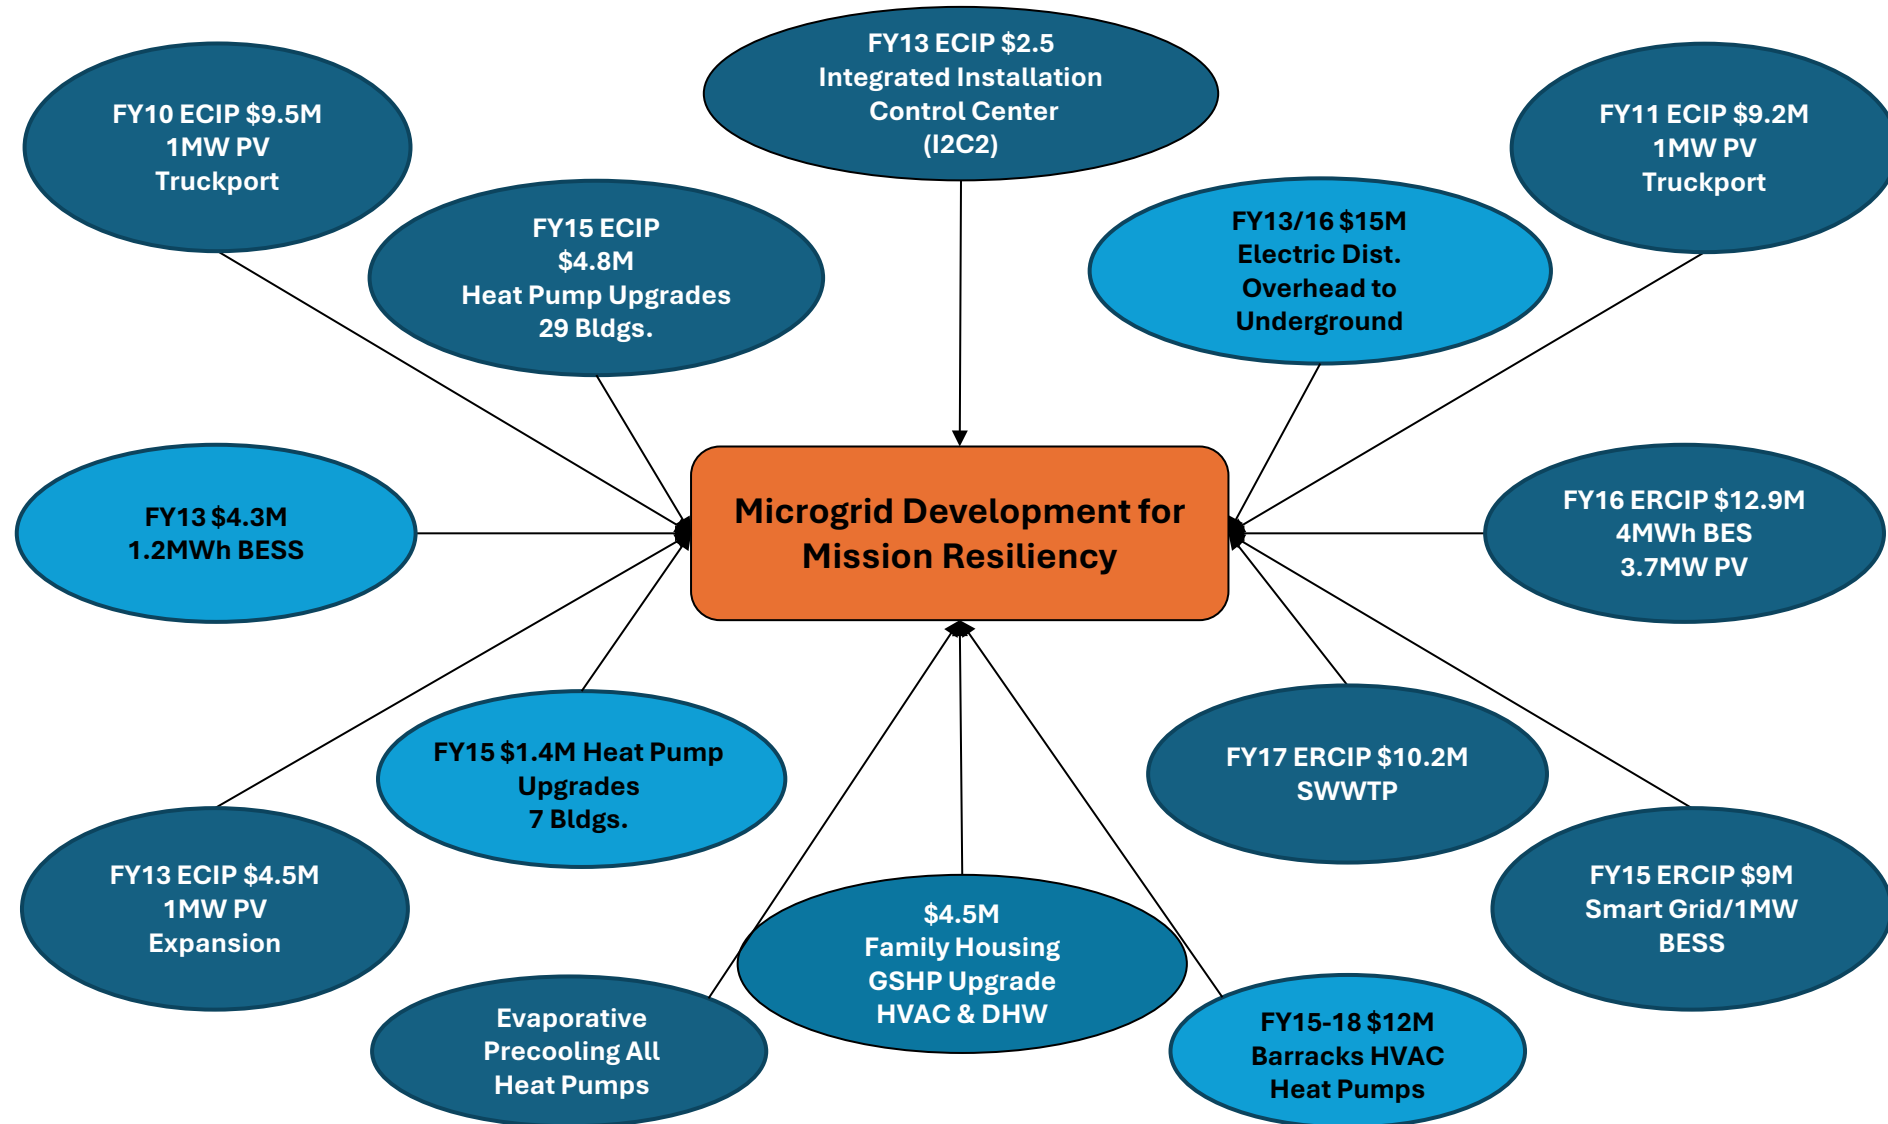 FY13 ECIP $2.5
Integrated Installation
Control Center
(I2C2)
FY10 ECIP $9.5M
1MW PV
Truckport
FY11 ECIP $9.2M
1MW PV
Truckport
FY15 ECIP
$4.8M
Heat Pump Upgrades
29 Bldgs.
FY13/16 $15M
Electric Dist.
Overhead to
Underground
Microgrid Development for
Mission Resiliency
FY13 $4.3M
1.2MWh BESS
FY16 ERCIP $12.9M
4MWh BES
3.7MW PV
FY15 $1.4M Heat Pump
Upgrades
7 Bldgs.
FY17 ERCIP $10.2M
SWWTP
FY13 ECIP $4.5M
1MW PV
Expansion
$4.5M
Family Housing
GSHP Upgrade
HVAC & DHW
FY15 ERCIP $9M
Smart Grid/1MW
BESS
Evaporative
Precooling All
Heat Pumps
FY15-18 $12M
Barracks HVAC
Heat Pumps